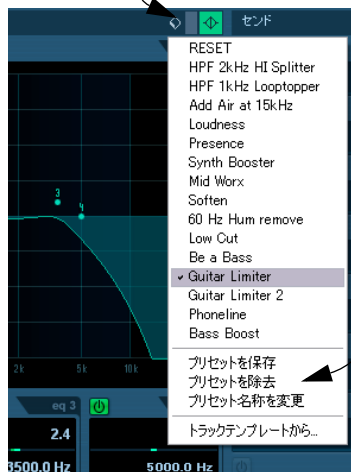 センド
RESET
HPF 2kHz HI Splitter
HPF 1kHz Looptopper
Add Air at 15kHz
Loudness
Presence
Synth Booster
Mid Worx
Soften
60 Hz Hum remove
Low Cut
Be a Bass
Guitar Limiter
Guitar Limiter 2
Phoneline
Bass Boost
プリセットを保存
プリセットを除去
プリセット名称を変更
トラックテンプレートから...
3
4
2k 5k 10k
eq 3
2.4
3500.0 Hz 5000.0 Hz